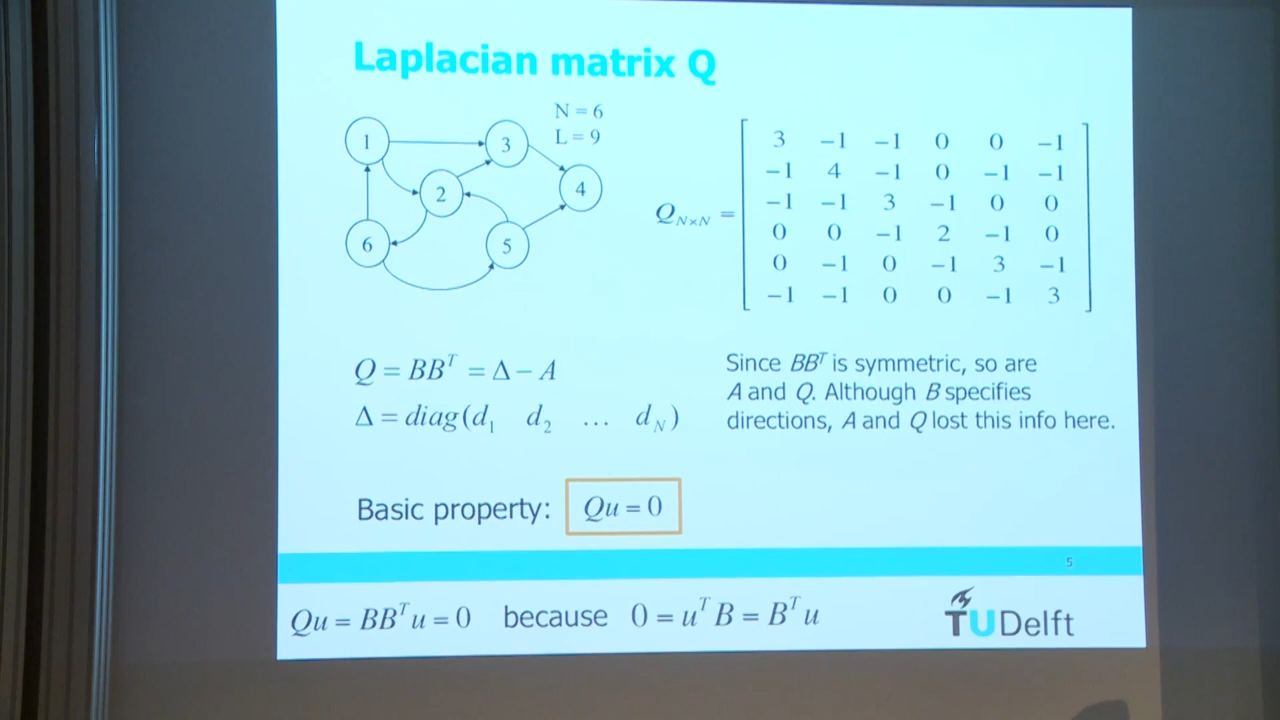 Laplacian matrix Q
N = 6
L = 9
1
3
2
4
6
5
Q_{N×N} =
3 −1 −1 0 0 −1
−1 4 −1 0 −1 −1
−1 −1 3 −1 0 0
0 0 −1 2 −1 0
0 −1 0 −1 3 −1
−1 −1 0 0 −1 3
Q = BB^T = Δ − A
Δ = diag(d_1 d_2 ... d_N)
Since BB^T is symmetric, so are
A and Q. Although B specifies
directions, A and Q lost this info here.
Basic property: Qu = 0
5
Qu = BB^T u = 0 because 0 = u^T B = B^T u
TU Delft